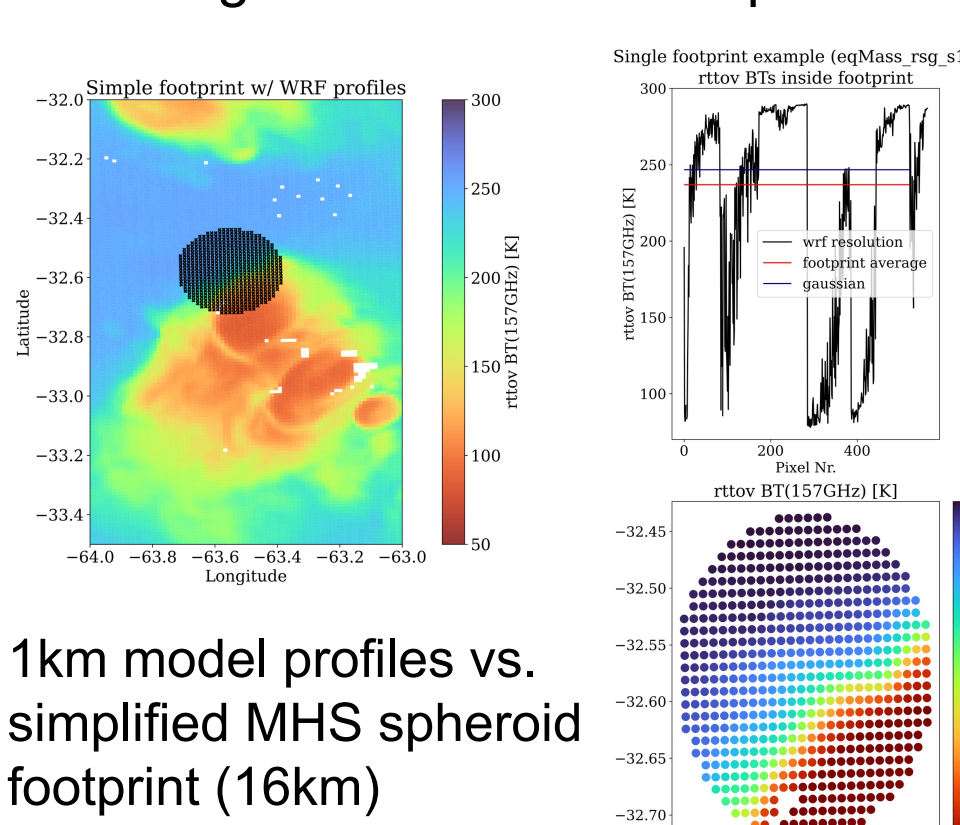 Simple footprint w/ WRF profiles
−32.0
−32.2
−32.4
−32.6
−32.8
−33.0
−33.2
−33.4
Latitude
−64.0 −63.8 −63.6 −63.4 −63.2 −63.0
Longitude
300
250
200
150
100
50
rttov BT(157GHz) [K]
Single footprint example (eqMass_rsg_s1
rttov BTs inside footprint
300
250
200
150
100
rttov BT(157GHz) [K]
wrf resolution
footprint average
gaussian
0 200 400
Pixel Nr.
rttov BT(157GHz) [K]
−32.45
−32.50
−32.55
−32.60
−32.65
−32.70
1km model profiles vs.
simplified MHS spheroid
footprint (16km)